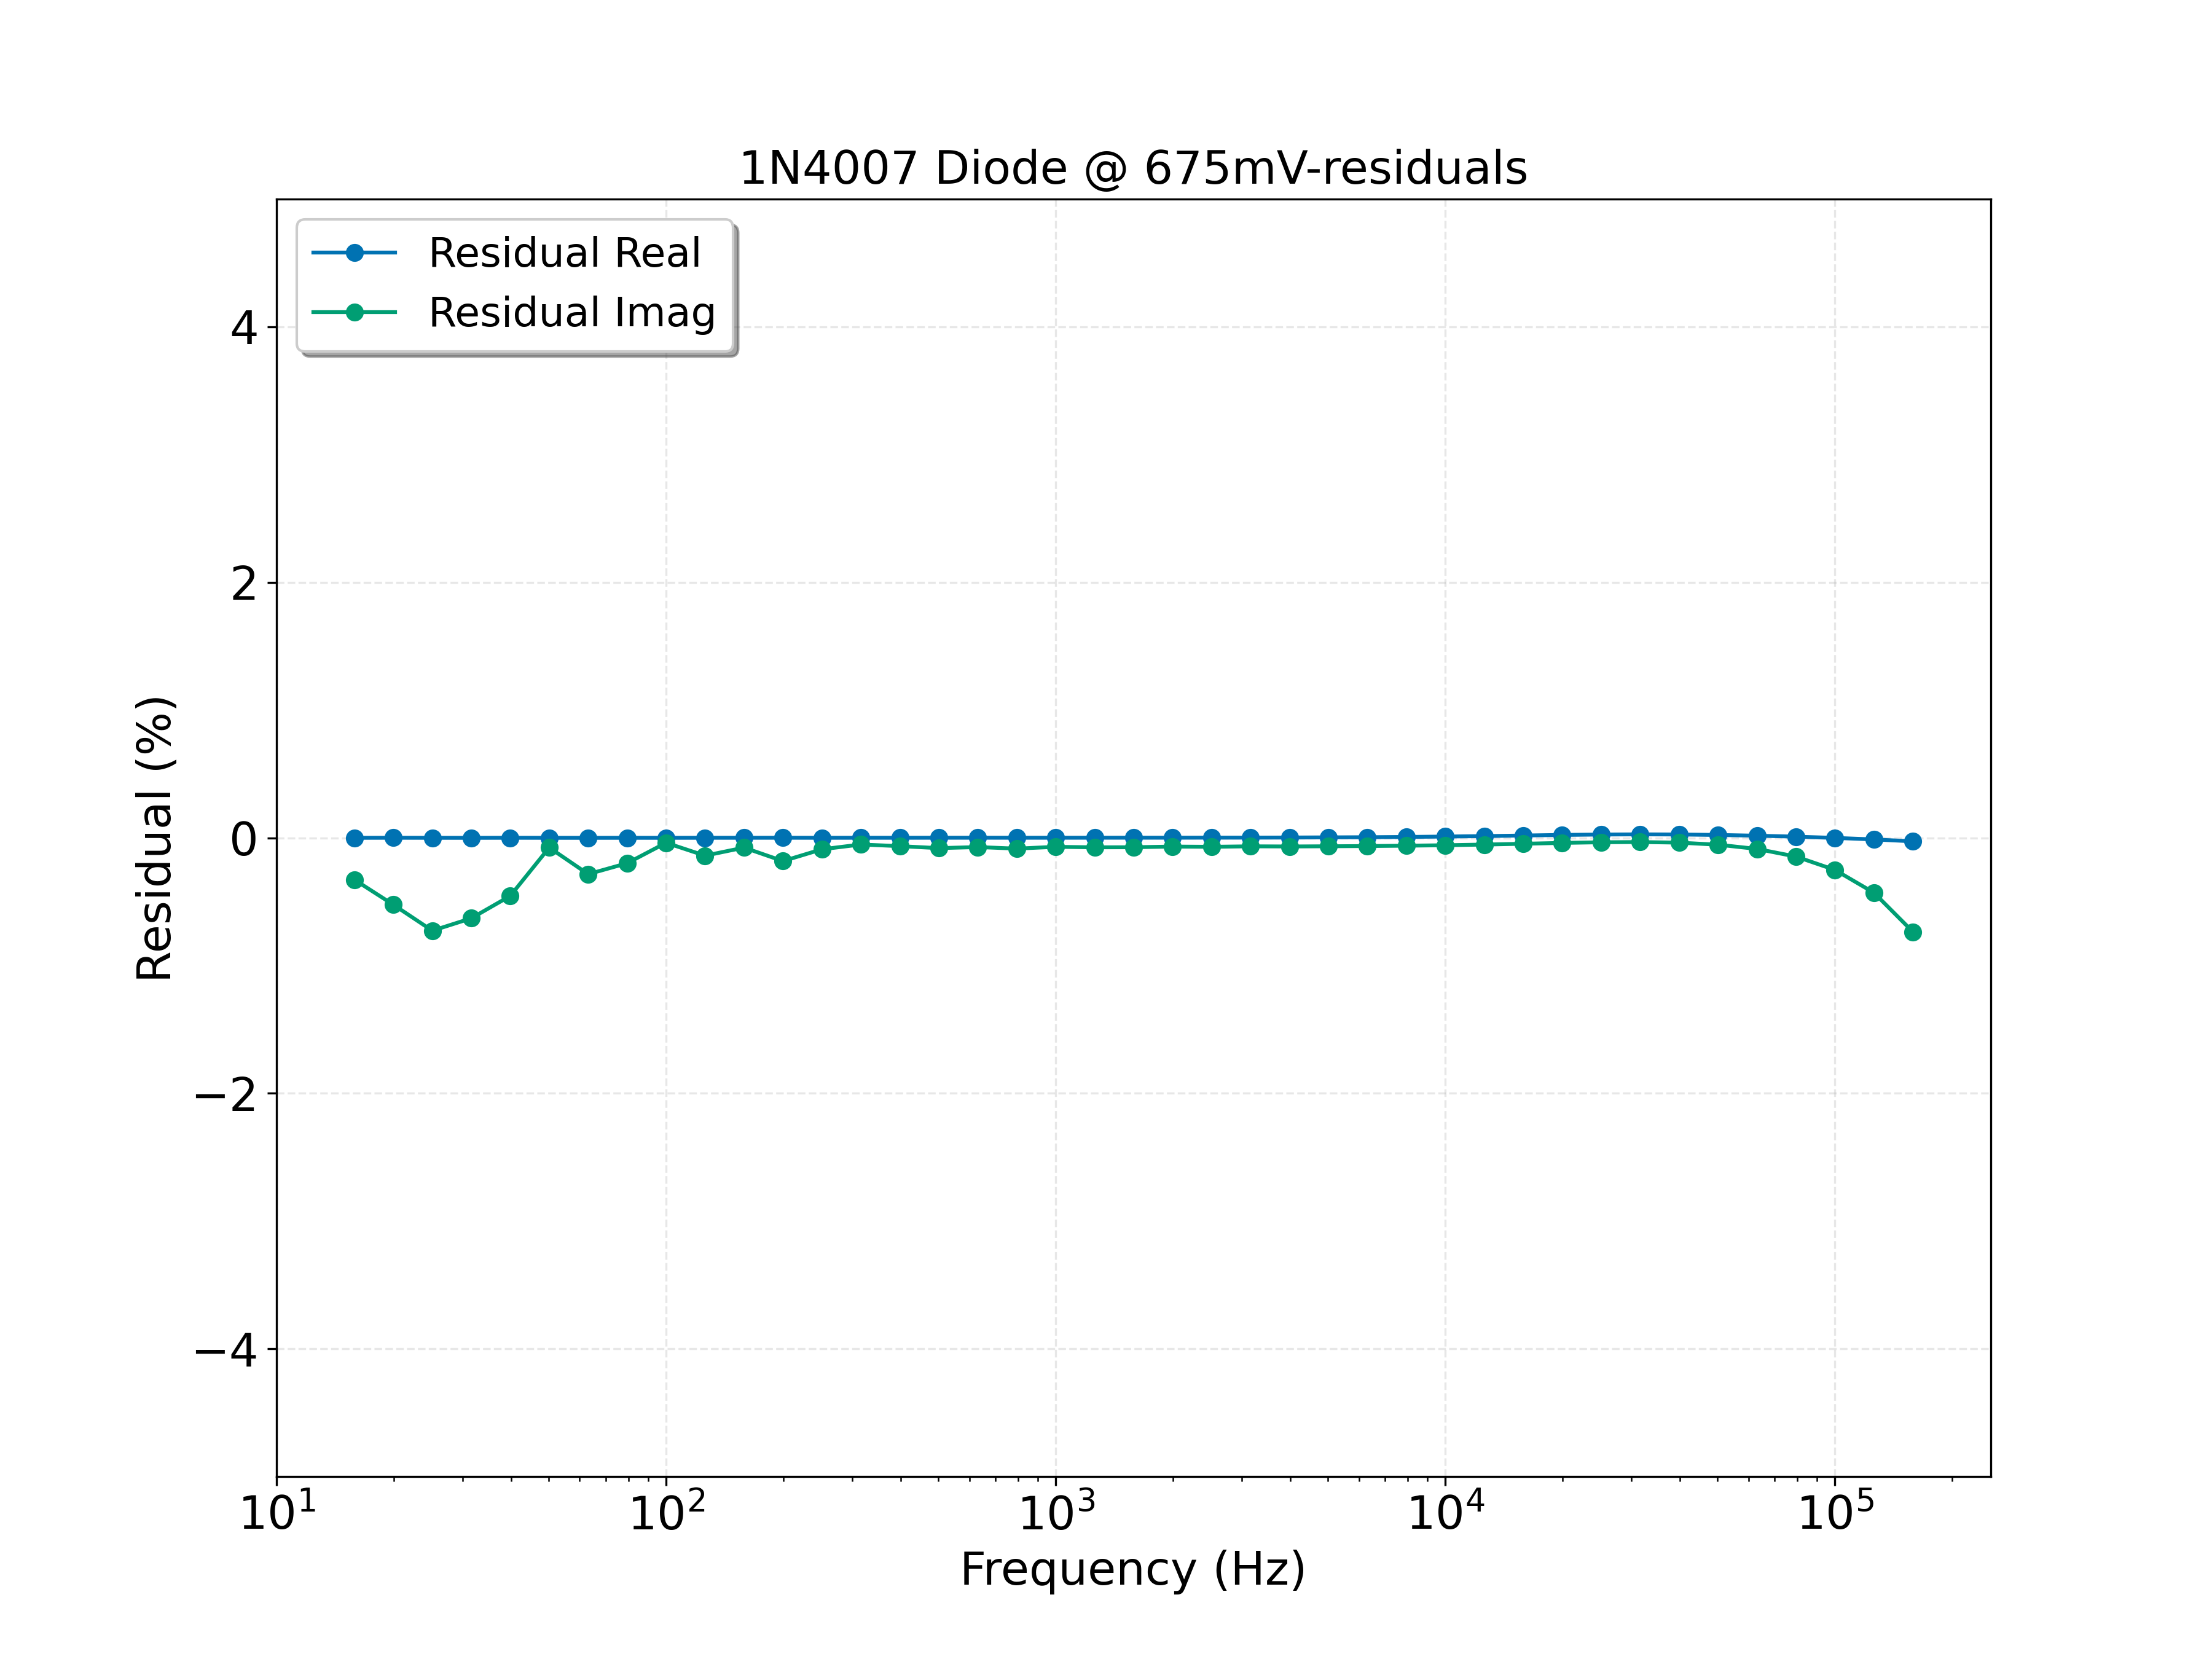 1N4007 Diode @ 675mV-residuals
Residual Real
Residual Imag
4
2
0
−2
−4
Residual (%)
10¹ 10² 10³ 10⁴ 10⁵
Frequency (Hz)